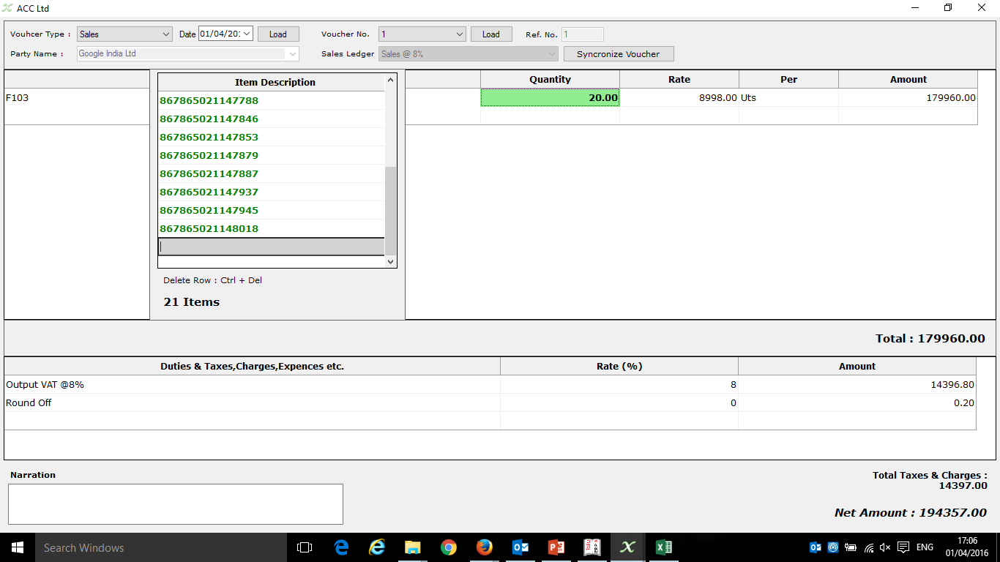 ACC Ltd
Vouhcer Type : Sales Date 01/04/201 Load Voucher No. 1 Load Ref. No. 1
Party Name : Google India Ltd Sales Ledger Sales @ 8% Syncronize Voucher
Item Description Quantity Rate Per Amount
F103 867865021147788 20.00 8998.00 Uts 179960.00
867865021147846
867865021147853
867865021147879
867865021147887
867865021147937
867865021147945
867865021148018
Delete Row : Ctrl + Del
21 Items
Total : 179960.00
Duties & Taxes,Charges,Expences etc. Rate (%) Amount
Output VAT @8% 8 14396.80
Round Off 0 0.20
Narration
Total Taxes & Charges :
14397.00
Net Amount : 194357.00
Search Windows
ENG
17:06
01/04/2016